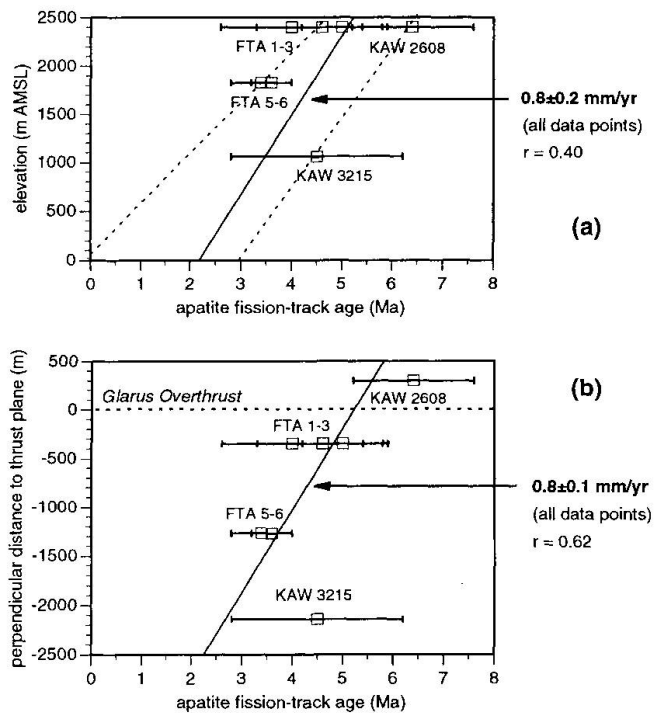 (a)
elevation (m AMSL)
2500
2000
1500
1000
500
0
FTA 1-3
KAW 2608
FTA 5-6
KAW 3215
0.8±0.2 mm/yr
(all data points)
r = 0.40
0 1 2 3 4 5 6 7 8
apatite fission-track age (Ma)
(b)
perpendicular distance to thrust plane (m)
500
0
-500
-1000
-1500
-2000
-2500
Glarus Overthrust
KAW 2608
FTA 1-3
FTA 5-6
KAW 3215
0.8±0.1 mm/yr
(all data points)
r = 0.62
0 1 2 3 4 5 6 7 8
apatite fission-track age (Ma)